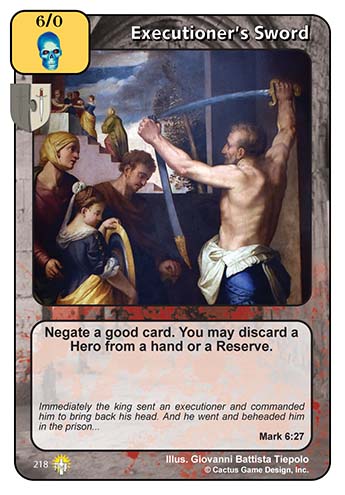 6/0
Executioner's Sword
Negate a good card. You may discard a
Hero from a hand or a Reserve.
Immediately the king sent an executioner and commanded
him to bring back his head. And he went and beheaded him
in the prison...
Mark 6:27
218
Illus. Giovanni Battista Tiepolo
© Cactus Game Design, Inc.